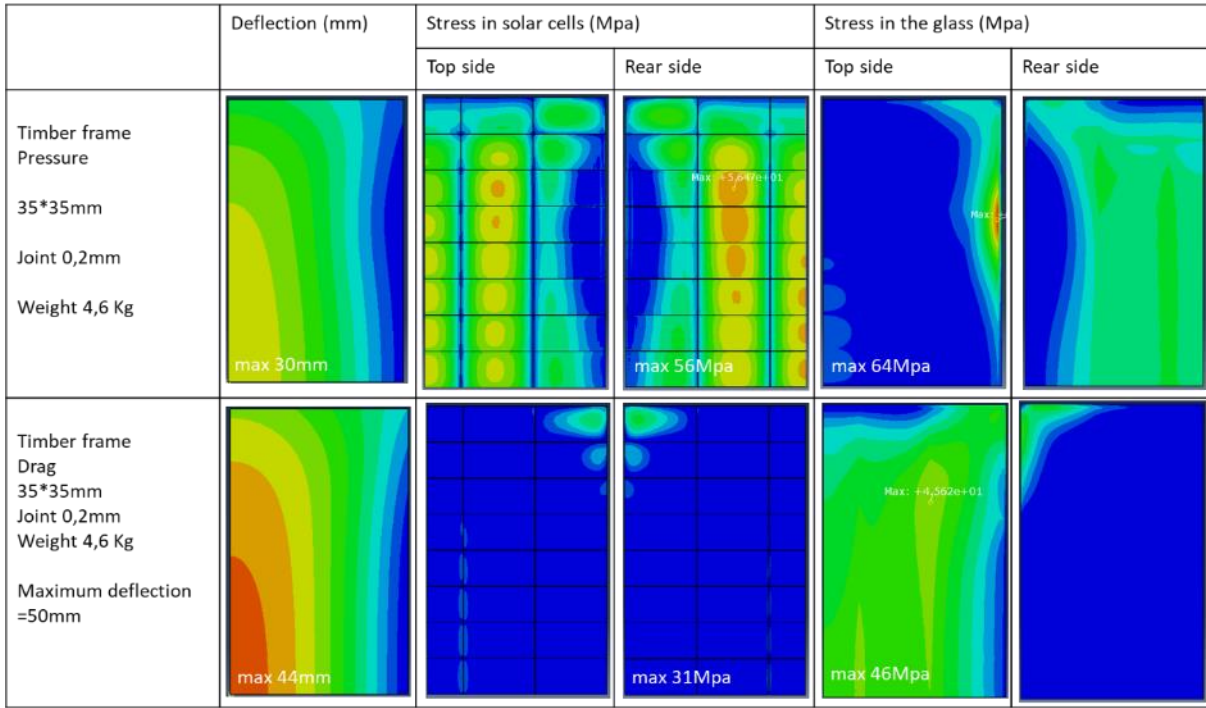 Deflection (mm)
Stress in solar cells (Mpa)
Stress in the glass (Mpa)
Top side
Rear side
Top side
Rear side
Timber frame
Pressure
35*35mm
Joint 0,2mm
Weight 4,6 Kg
max 30mm
Max: +5,647e+01
max 56Mpa
Max:
max 64Mpa
Timber frame
Drag
35*35mm
Joint 0,2mm
Weight 4,6 Kg
Maximum deflection
=50mm
max 44mm
max 31Mpa
Max: +4,562e+01
max 46Mpa